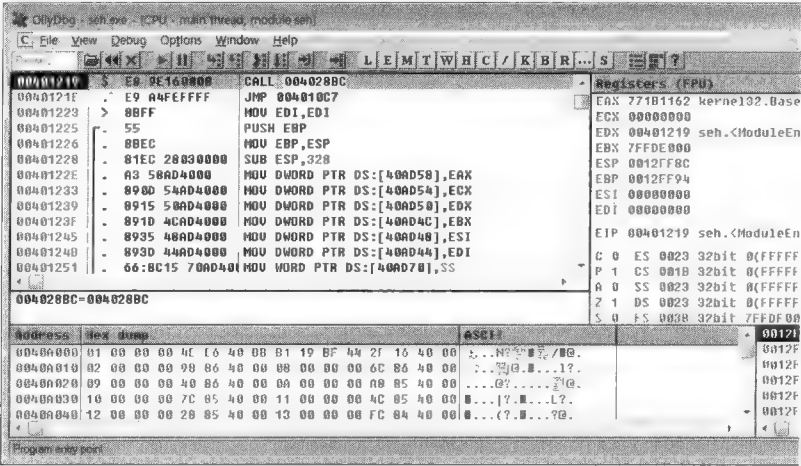 OllyDbg - seh.exe - [CPU - main thread, module seh]
C File View Debug Options Window Help
L E M T W H C / K B R ... S ?
00401219 $ E8 9E160000 CALL 004028BC
0040121E .^ E9 A4FEFFFF JMP 004010C7
00401223 > 8BFF MOV EDI,EDI
00401225 . 55 PUSH EBP
00401226 . 8BEC MOV EBP,ESP
00401228 . 81EC 28030000 SUB ESP,328
0040122E . A3 58AD4000 MOV DWORD PTR DS:[40AD58],EAX
00401233 . 890D 54AD4000 MOV DWORD PTR DS:[40AD54],ECX
00401239 . 8915 50AD4000 MOV DWORD PTR DS:[40AD50],EDX
0040123F . 891D 4CAD4000 MOV DWORD PTR DS:[40AD4C],EBX
00401245 . 8935 48AD4000 MOV DWORD PTR DS:[40AD48],ESI
0040124B . 893D 44AD4000 MOV DWORD PTR DS:[40AD44],EDI
00401251 . 66:8C15 70AD40 MOV WORD PTR DS:[40AD70],SS
004028BC=004028BC
Registers (FPU)
EAX 77181162 kernel32.Base
ECX 00000000
EDX 00401219 seh.<ModuleEn
EBX 7FFDE000
ESP 0012FF8C
EBP 0012FF94
ESI 00000000
EDI 00000000
EIP 00401219 seh.<ModuleEn
C 0 ES 0023 32bit 0(FFFFF
P 1 CS 001B 32bit 0(FFFFF
A 0 SS 0023 32bit 0(FFFFF
Z 1 DS 0023 32bit 0(FFFFF
S 0 FS 003B 32bit 7FFDF00
Address Hex dump ASCII
0040A000 01 00 00 00 4E E6 40 BB B1 19 BF 44 2F 16 40 00
0040A010 02 00 00 00 98 86 40 00 08 00 00 00 6C 86 40 00
0040A020 09 00 00 00 40 86 40 00 0A 00 00 00 A8 85 40 00
0040A030 10 00 00 00 7C 85 40 00 11 00 00 00 4C 85 40 00
0040A040 12 00 00 00 28 85 40 00 13 00 00 00 FC 84 40 00
0012F
0012F
0012F
0012F
0012F
0012F
Program entry point